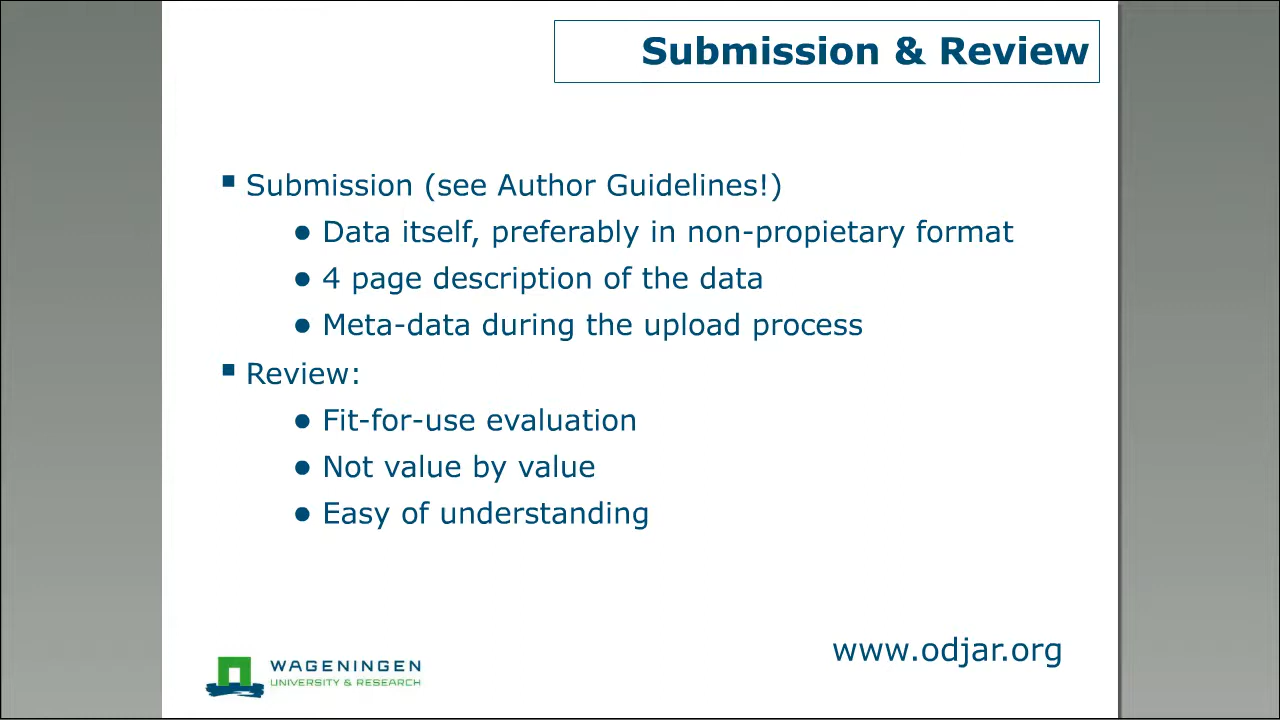 Submission & Review
Submission (see Author Guidelines!)
Data itself, preferably in non-propietary format
4 page description of the data
Meta-data during the upload process
Review:
Fit-for-use evaluation
Not value by value
Easy of understanding
www.odjar.org
WAGENINGEN
UNIVERSITY & RESEARCH